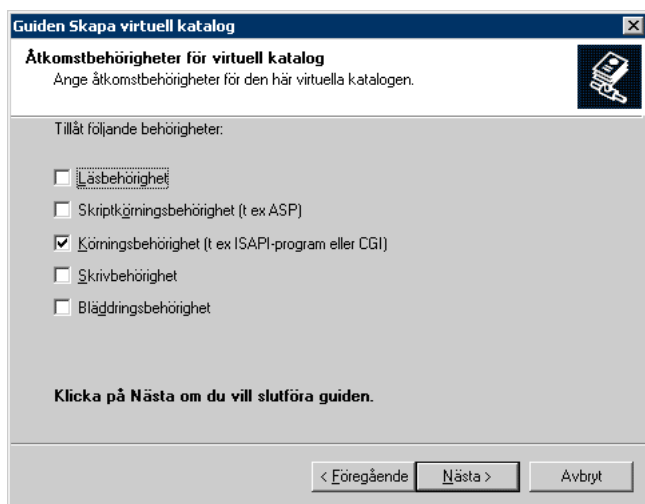 Guiden Skapa virtuell katalog
Åtkomstbehörigheter för virtuell katalog
Ange åtkomstbehörigheter för den här virtuella katalogen.
Tillåt följande behörigheter:
Läsbehörighet
Skriptkörningsbehörighet (t ex ASP)
Körningsbehörighet (t ex ISAPI-program eller CGI)
Skrivbehörighet
Bläddringsbehörighet
Klicka på Nästa om du vill slutföra guiden.
< Föregående Nästa > Avbryt